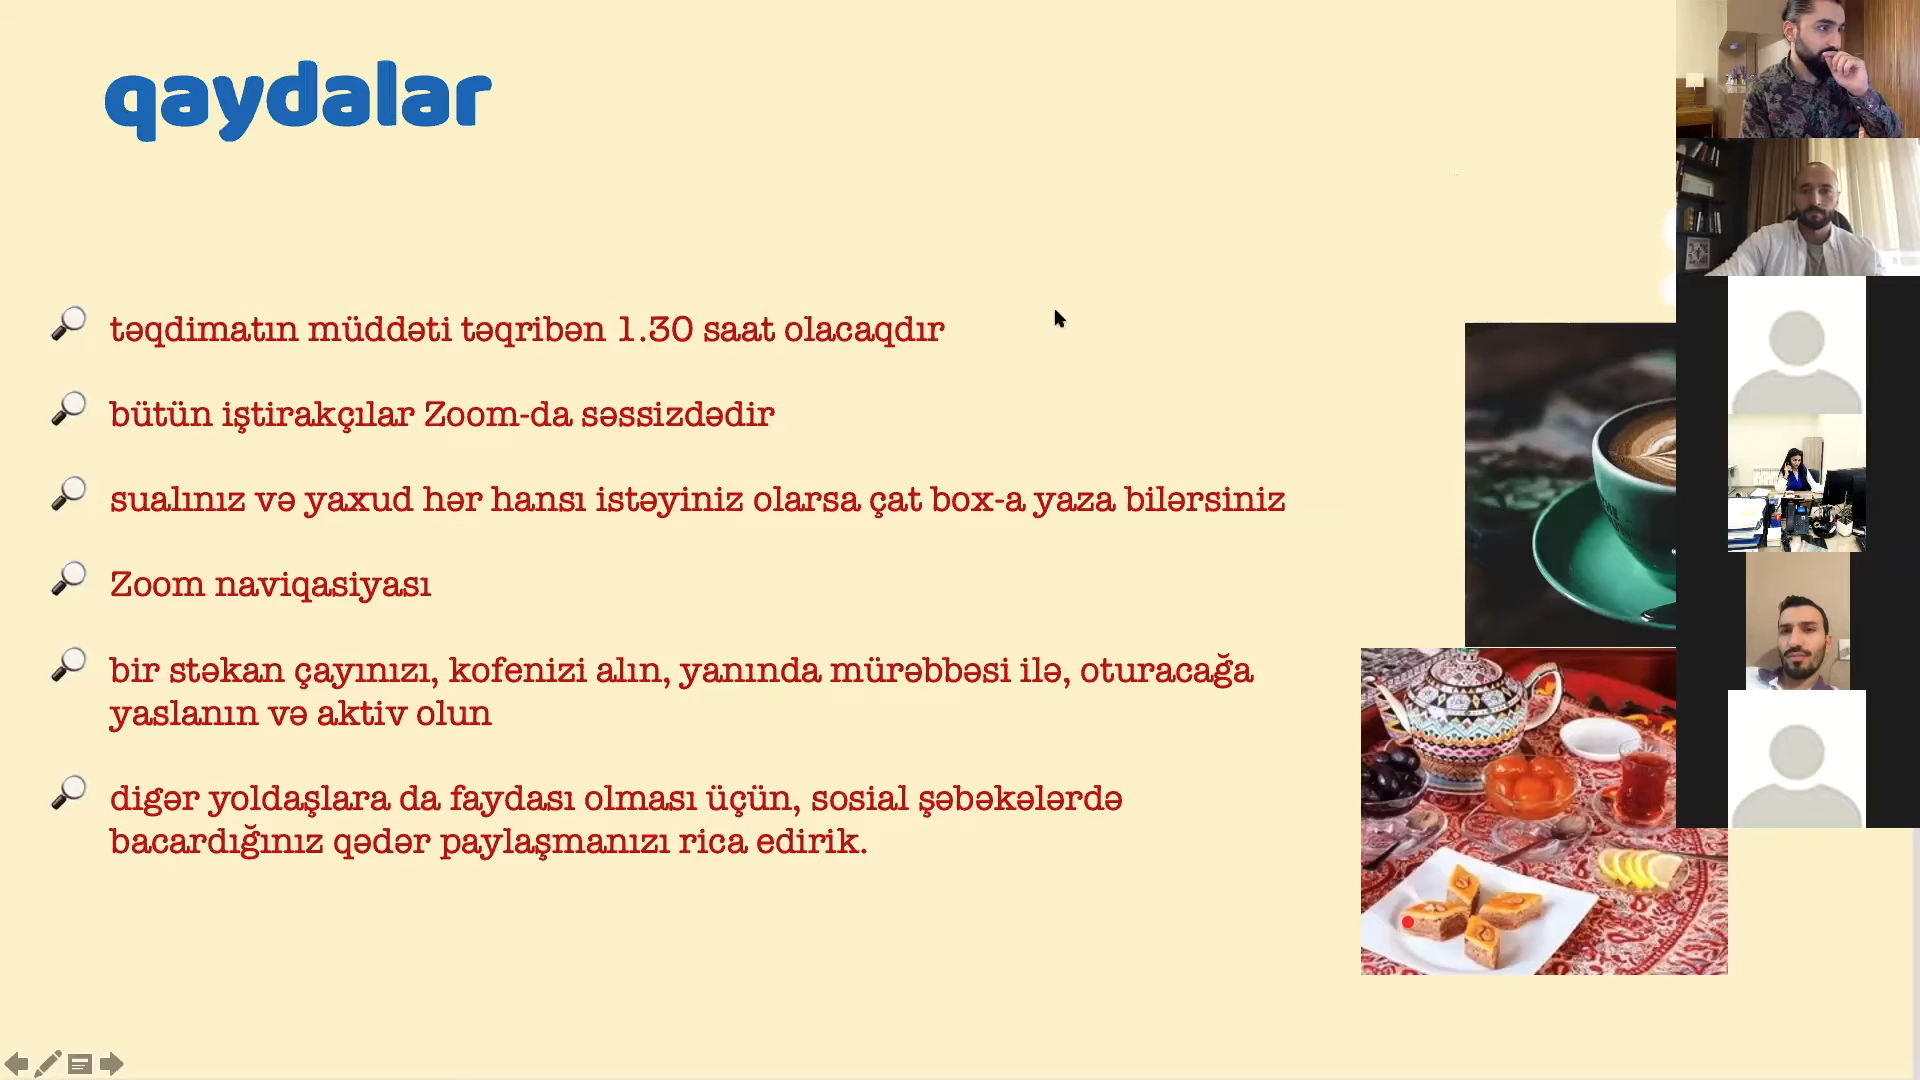 qaydalar
təqdimatın müddəti təqribən 1.30 saat olacaqdır
bütün iştirakçılar Zoom-da səssizdədir
sualınız və yaxud hər hansı istəyiniz olarsa çat box-a yaza bilərsiniz
Zoom naviqasiyası
bir stəkan çayınızı, kofenizi alın, yanında mürəbbəsi ilə, oturacağa
yaslanın və aktiv olun
digər yoldaşlara da faydası olması üçün, sosial şəbəkələrdə
bacardığınız qədər paylaşmanızı rica edirik.